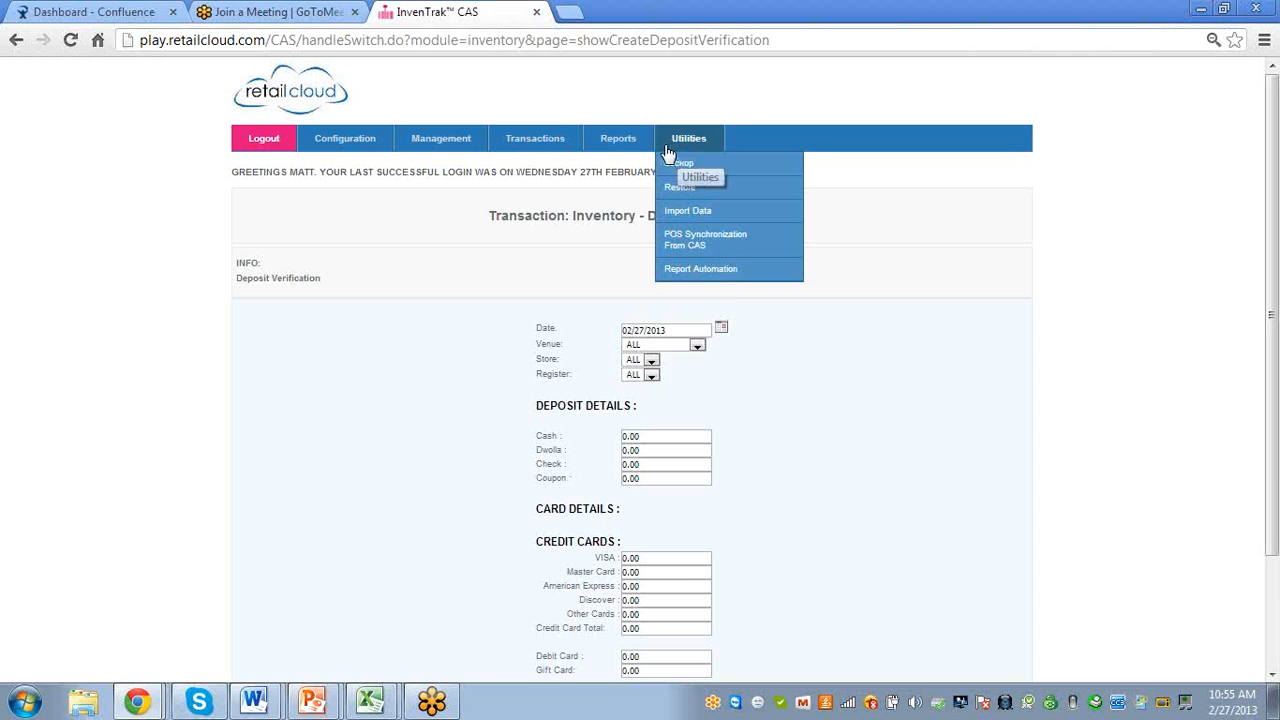 Dashboard - Confluence
Join a Meeting | GoToMee
InvenTrak™ CAS
play.retailcloud.com/CAS/handleSwitch.do?module=inventory&page=showCreateDepositVerification
retailcloud
Logout
Configuration
Management
Transactions
Reports
Utilities
Utilities
Import Data
POS Synchronization
From CAS
Report Automation
GREETINGS MATT. YOUR LAST SUCCESSFUL LOGIN WAS ON WEDNESDAY 27TH FEBRUARY
Transaction: Inventory - D
INFO:
Deposit Verification
Date: 02/27/2013
Venue: ALL
Store: ALL
Register: ALL
DEPOSIT DETAILS :
Cash : 0.00
Dwolla : 0.00
Check : 0.00
Coupon : 0.00
CARD DETAILS :
CREDIT CARDS :
VISA : 0.00
Master Card : 0.00
American Express : 0.00
Discover : 0.00
Other Cards : 0.00
Credit Card Total: 0.00
Debit Card : 0.00
Gift Card: 0.00
10:55 AM
2/27/2013